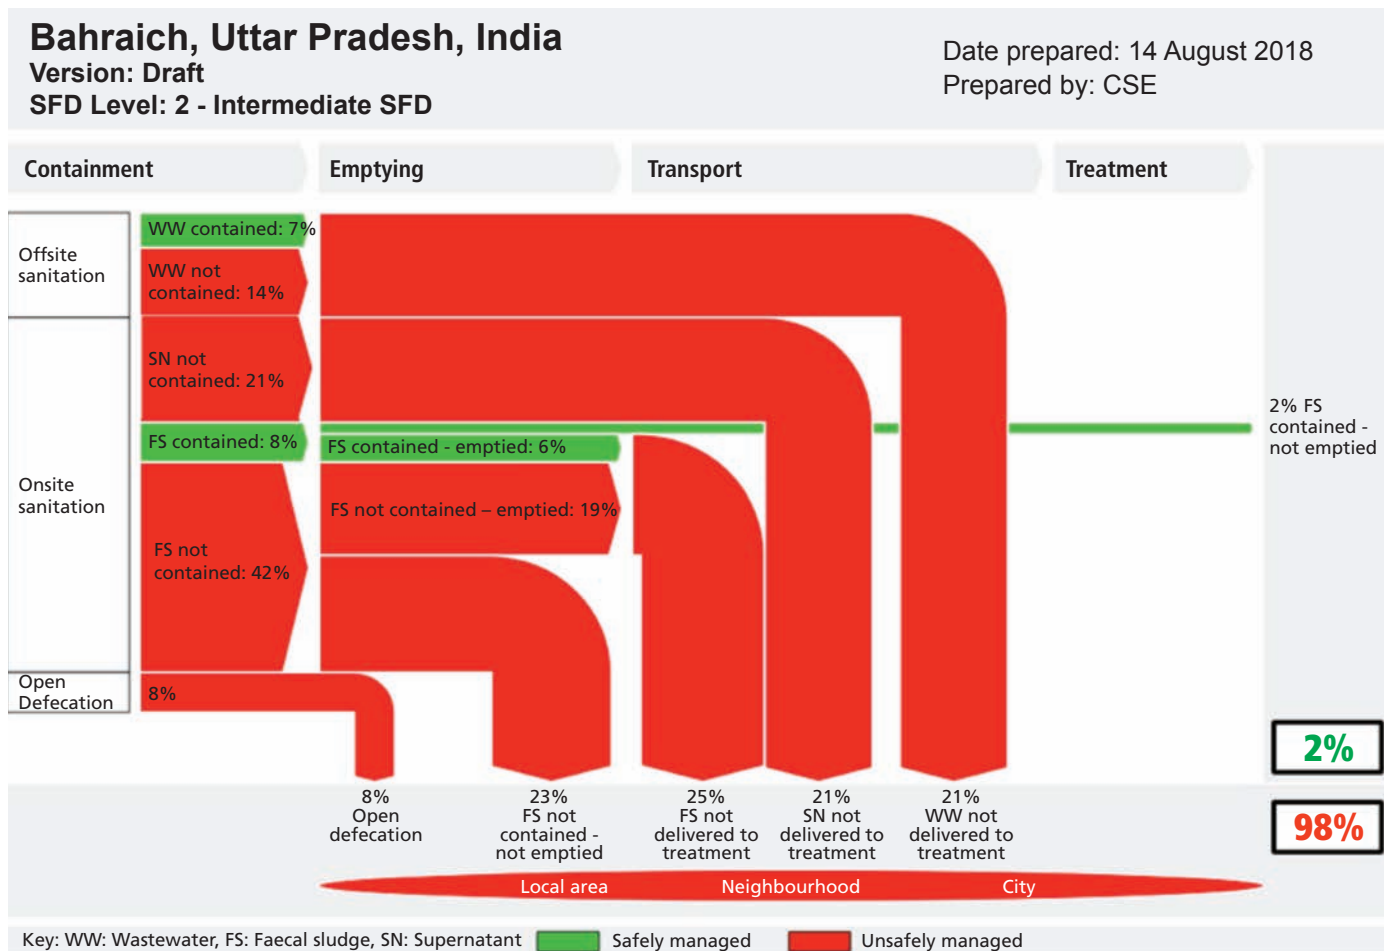 Bahraich, Uttar Pradesh, India
Version: Draft
SFD Level: 2 - Intermediate SFD
Date prepared: 14 August 2018
Prepared by: CSE
Containment
Emptying
Transport
Treatment
Offsite
sanitation
WW contained: 7%
WW not
contained: 14%
Onsite
sanitation
SN not
contained: 21%
FS contained: 8%
FS contained - emptied: 6%
FS not contained – emptied: 19%
FS not
contained: 42%
2% FS
contained -
not emptied
Open
Defecation
8%
2%
98%
8%
Open
defecation
23%
FS not
contained -
not emptied
25%
FS not
delivered to
treatment
21%
SN not
delivered to
treatment
21%
WW not
delivered to
treatment
Local area
Neighbourhood
City
Key: WW: Wastewater, FS: Faecal sludge, SN: Supernatant
Safely managed
Unsafely managed